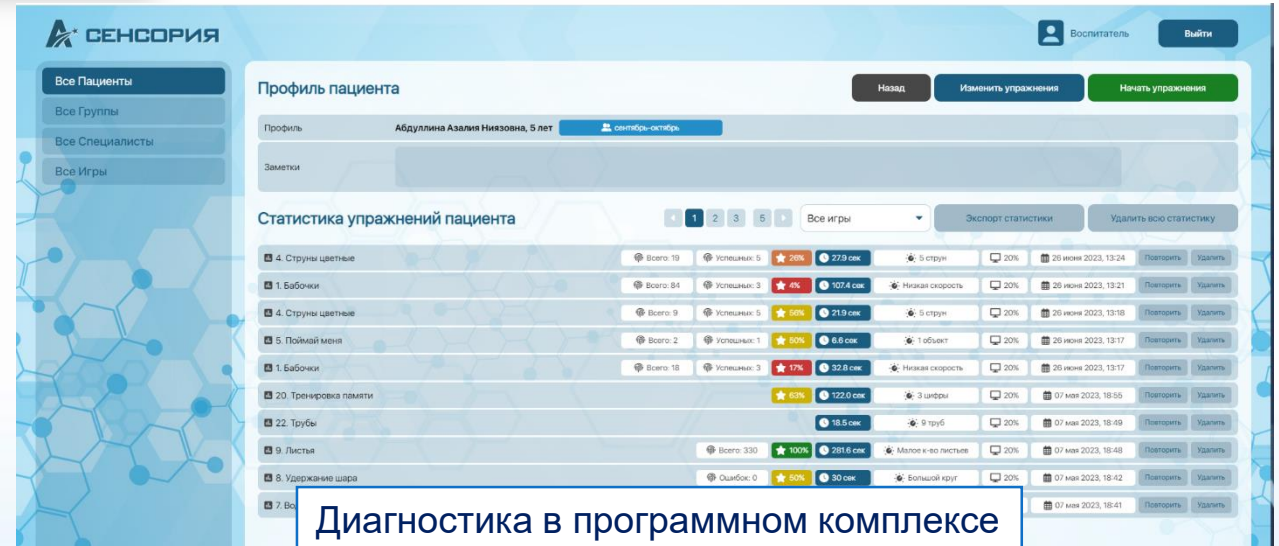 СЕНСОРИЯ
Воспитатель Выйти
Все Пациенты
Все Группы
Все Специалисты
Все Игры
Профиль пациента Назад Изменить упражнения Начать упражнения
Профиль Абдуллина Азалия Ниязовна, 5 лет сентябрь-октябрь
Заметки
Статистика упражнений пациента 1 2 3 5 Все игры Экспорт статистики Удалить всю статистику
4. Струны цветные Всего: 19 Успешных: 5 26% 27.9 сек 5 струн 20% 26 июня 2023, 13:24 Повторить Удалить
1. Бабочки Всего: 84 Успешных: 3 4% 107.4 сек Низкая скорость 20% 26 июня 2023, 13:21 Повторить Удалить
4. Струны цветные Всего: 9 Успешных: 5 56% 21.9 сек 5 струн 20% 26 июня 2023, 13:18 Повторить Удалить
5. Поймай меня Всего: 2 Успешных: 1 50% 6.6 сек 1 объект 20% 26 июня 2023, 13:17 Повторить Удалить
1. Бабочки Всего: 18 Успешных: 3 17% 32.8 сек Низкая скорость 20% 26 июня 2023, 13:17 Повторить Удалить
20. Тренировка памяти 63% 122.0 сек 3 цифры 20% 07 мая 2023, 18:55 Повторить Удалить
22. Трубы 18.5 сек 9 труб 20% 07 мая 2023, 18:49 Повторить Удалить
9. Листья Всего: 330 100% 281.6 сек Малое к-во листьев 20% 07 мая 2023, 18:48 Повторить Удалить
8. Удержание шара Ошибок: 0 50% 30 сек Большой круг 20% 07 мая 2023, 18:42 Повторить Удалить
7. 07 мая 2023, 18:41 Повторить Удалить
Диагностика в программном комплексе